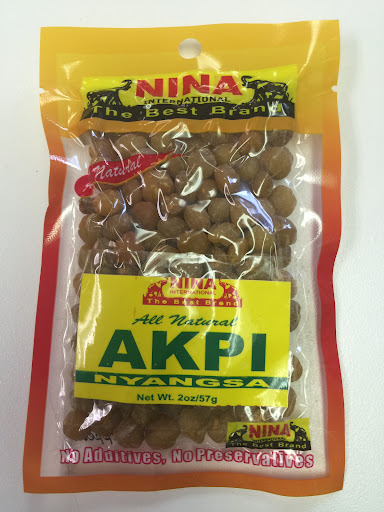 NINA
INTERNATIONAL
The Best Brand
Natural
NINA
INTERNATIONAL
The Best Brand
All Natural
AKPI
NYANGSA
Net Wt. 2oz/57g
NINA
INTERNATIONAL
The Best Brand
No Additives, No Preservatives